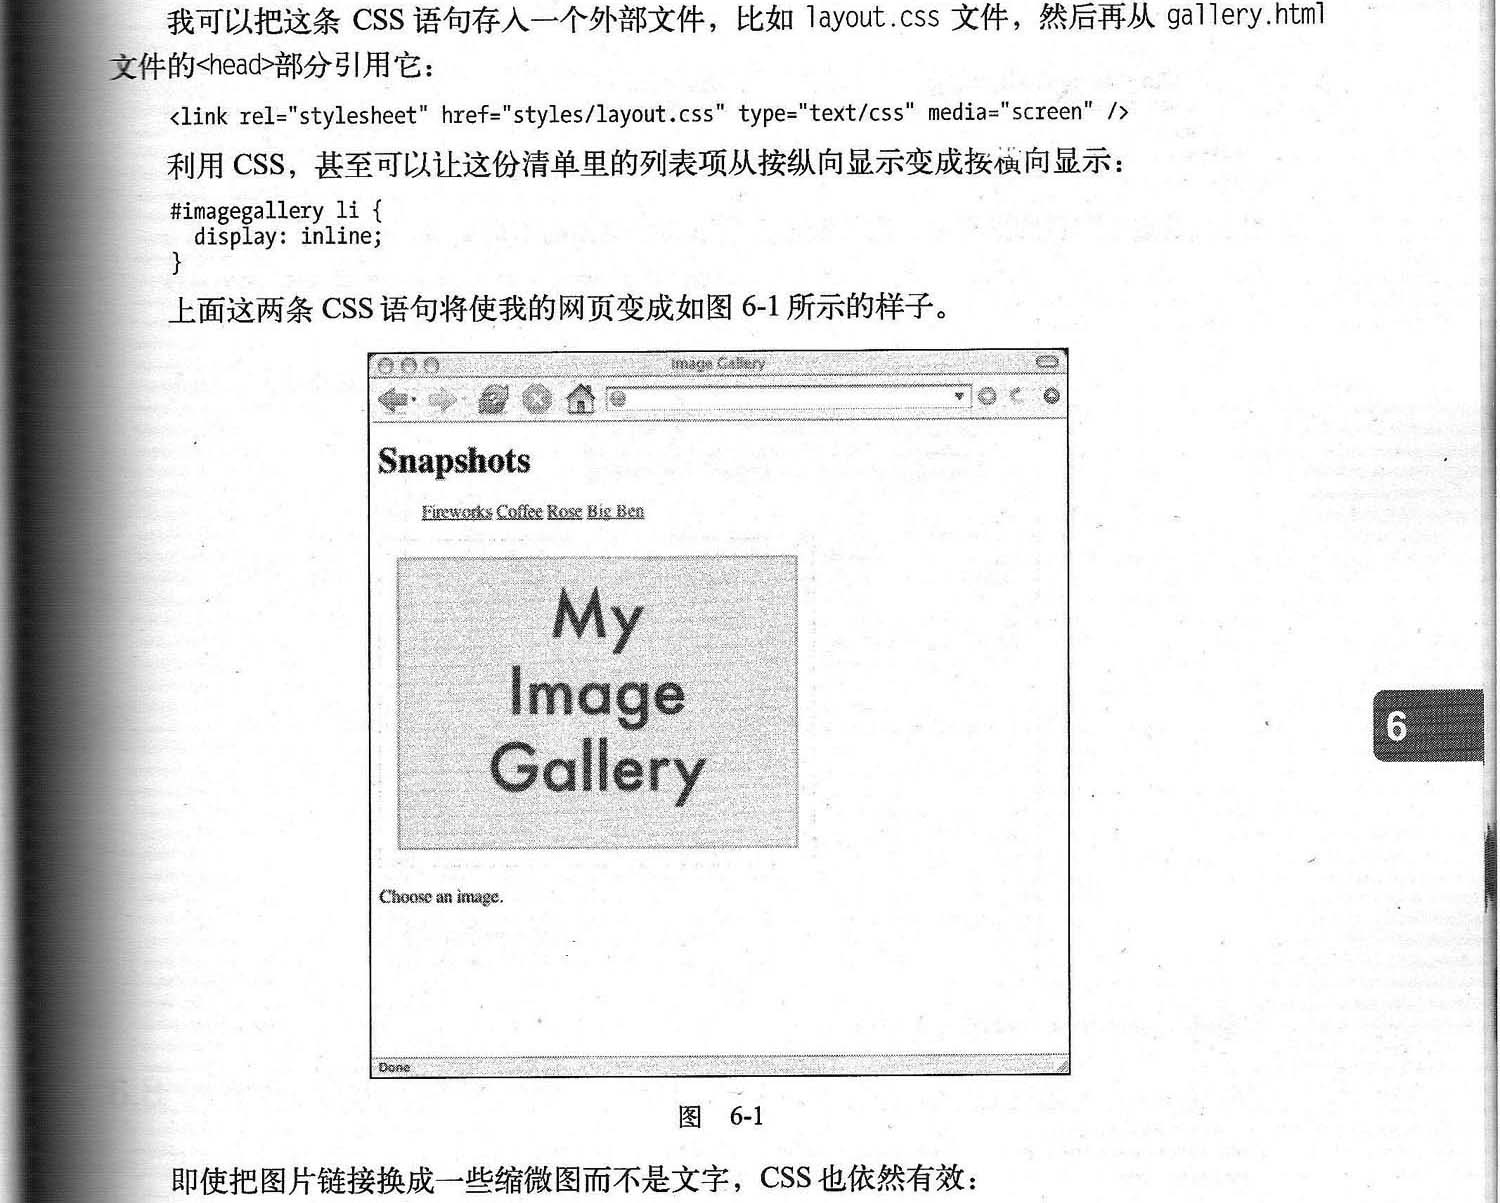 我可以把这条 CSS 语句存入一个外部文件，比如 layout.css 文件，然后再从 gallery.html
文件的<head>部分引用它：
<link rel="stylesheet" href="styles/layout.css" type="text/css" media="screen" />
利用 CSS，甚至可以让这份清单里的列表项从按纵向显示变成按横向显示：
#imagegallery li {
  display: inline;
}
上面这两条 CSS 语句将使我的网页变成如图 6-1 所示的样子。
Image Gallery
Snapshots
Fireworks Coffee Rose Big Ben
My
Image
Gallery
6
Choose an image.
Done
图 6-1
即使把图片链接换成一些缩微图而不是文字，CSS 也依然有效：